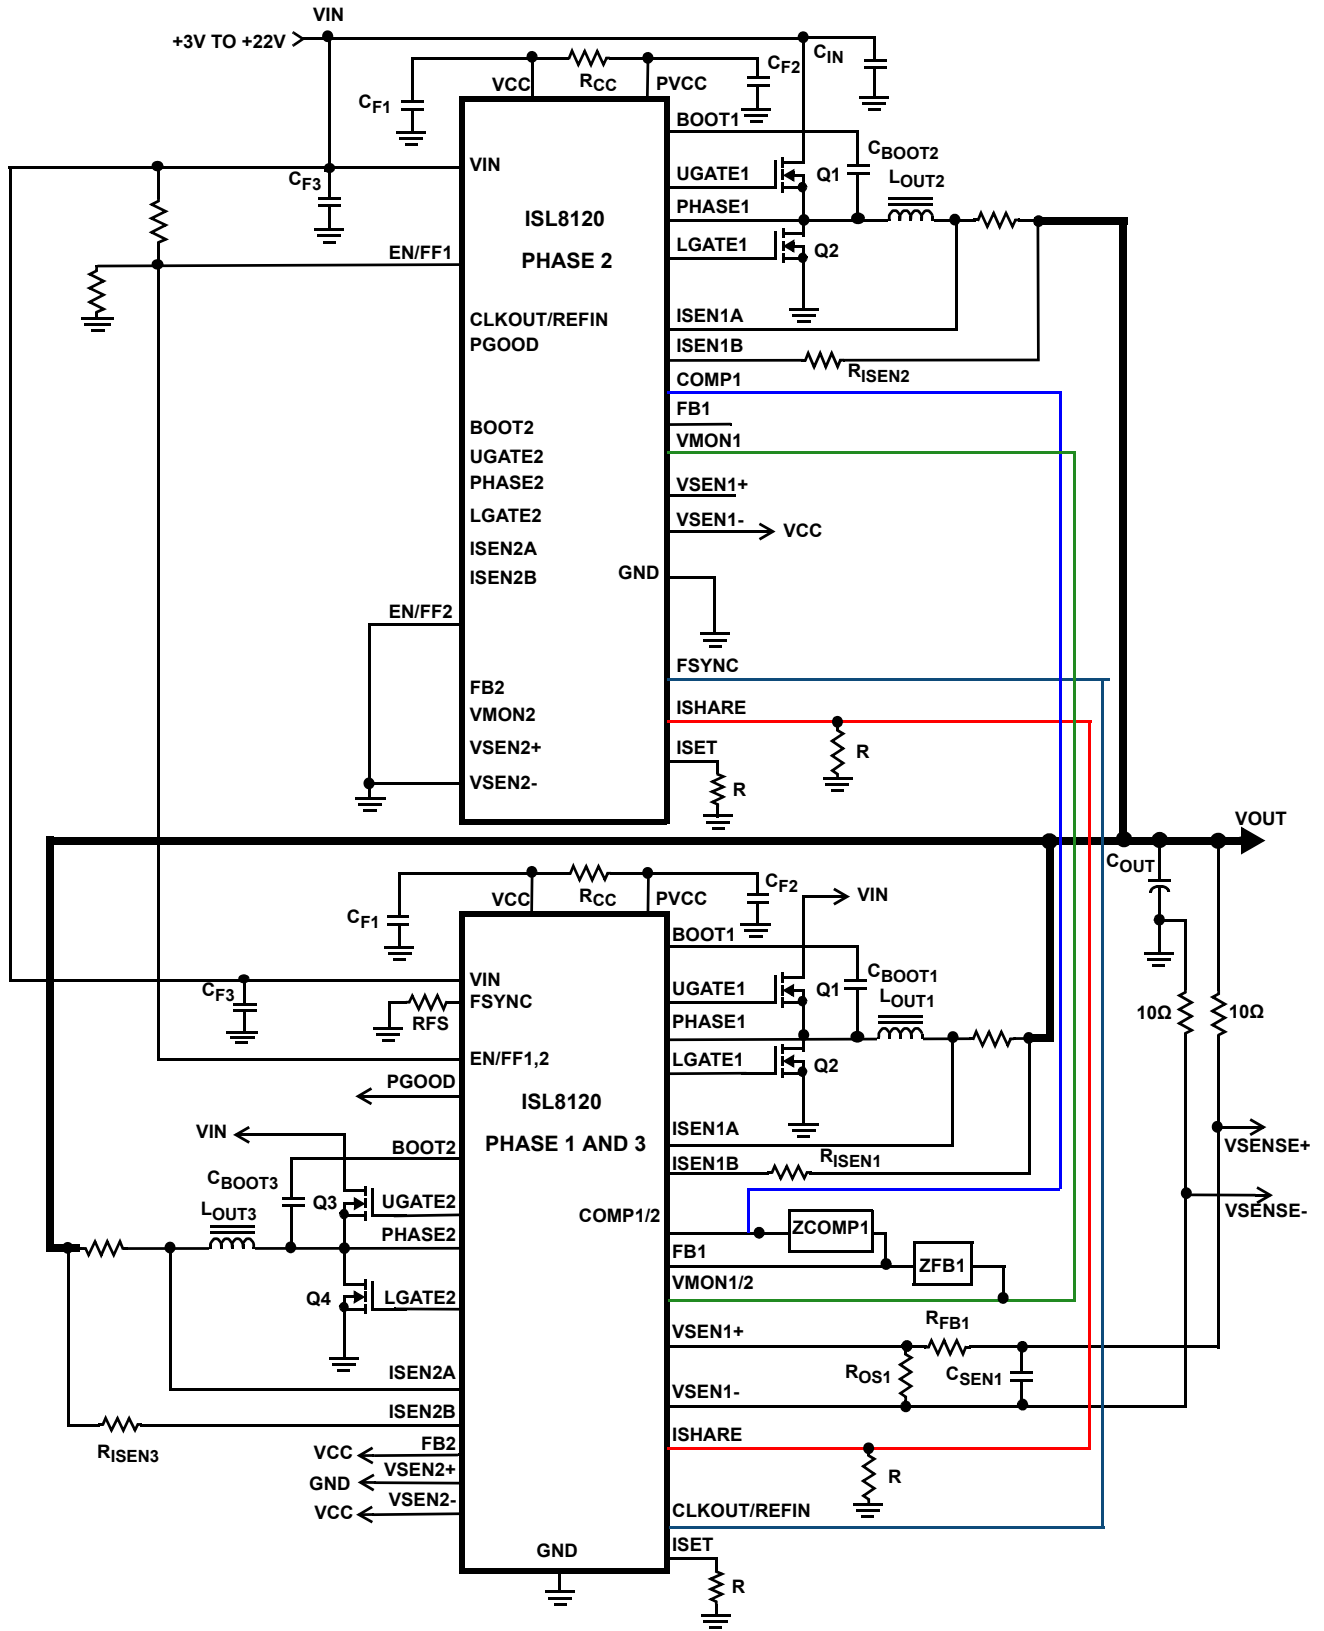 VIN
+3V TO +22V
CIN
CF2
VCC
RCC
PVCC
CF1
BOOT1
CBOOT2
VIN
CF3
UGATE1
Q1
LOUT2
PHASE1
ISL8120
EN/FF1
LGATE1
Q2
PHASE 2
CLKOUT/REFIN
ISEN1A
PGOOD
ISEN1B
RISEN2
COMP1
FB1
BOOT2
VMON1
UGATE2
PHASE2
VSEN1+
LGATE2
VSEN1-
VCC
ISEN2A
ISEN2B
GND
EN/FF2
FSYNC
FB2
ISHARE
VMON2
VSEN2+
ISET
R
VSEN2-
R
VOUT
COUT
CF2
VCC
RCC
PVCC
VIN
CF1
BOOT1
CBOOT1
VIN
CF3
UGATE1
Q1
LOUT1
FSYNC
RFS
PHASE1
10Ω
10Ω
EN/FF1,2
LGATE1
Q2
PGOOD
ISL8120
VIN
ISEN1A
PHASE 1 AND 3
VSENSE+
BOOT2
ISEN1B
RISEN1
CBOOT3
Q3
UGATE2
LOUT3
COMP1/2
ZCOMP1
VSENSE-
PHASE2
FB1
ZFB1
VMON1/2
Q4
LGATE2
RFB1
VSEN1+
ROS1
CSEN1
ISEN2A
VSEN1-
ISEN2B
RISEN3
ISHARE
VCC
FB2
VSEN2+
GND
R
VSEN2-
VCC
CLKOUT/REFIN
GND
ISET
R